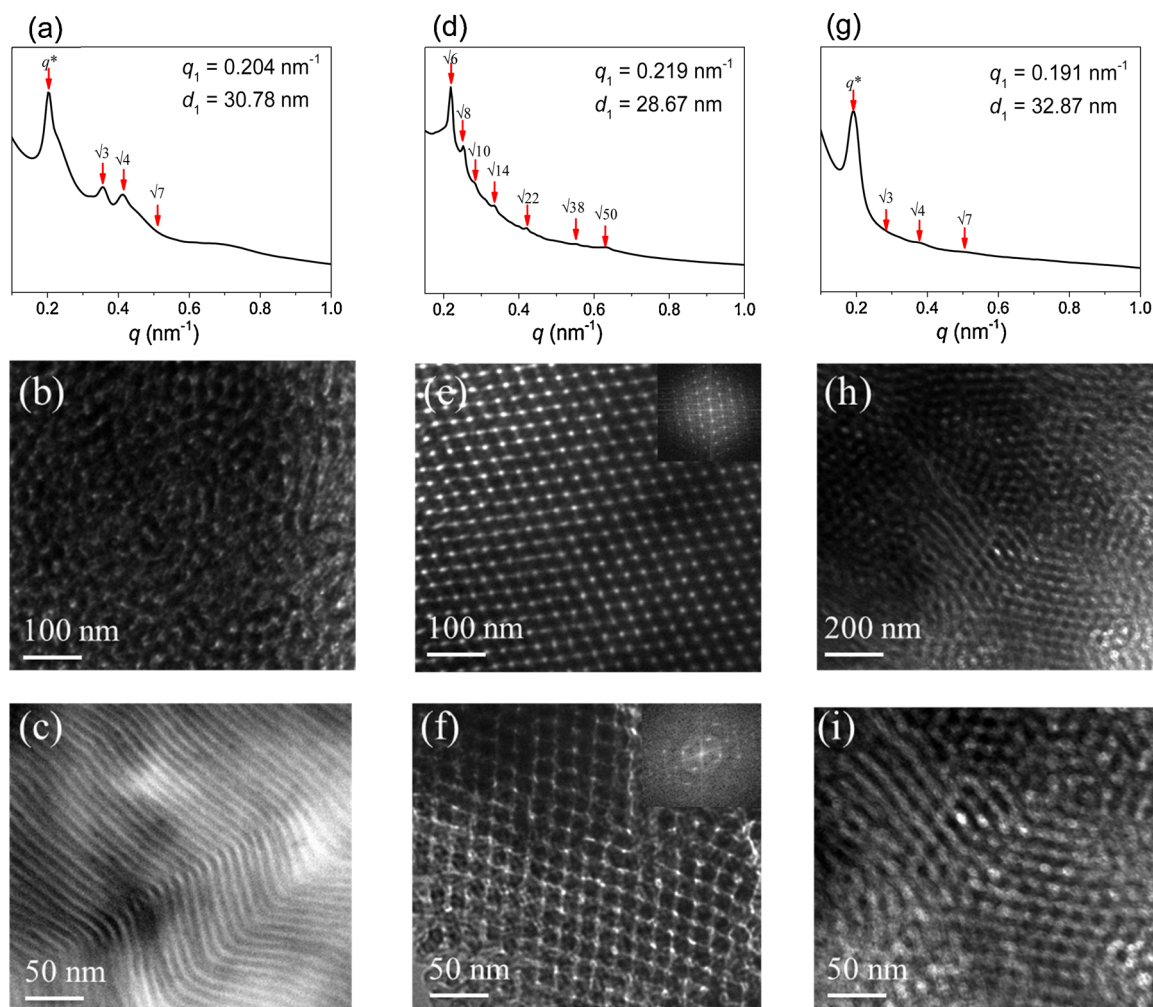 (a)
q*
√3
√4
√7
q₁ = 0.204 nm⁻¹
d₁ = 30.78 nm
0.2 0.4 0.6 0.8 1.0
q (nm⁻¹)
(d)
√6
√8
√10
√14
√22
√38
√50
q₁ = 0.219 nm⁻¹
d₁ = 28.67 nm
0.2 0.4 0.6 0.8 1.0
q (nm⁻¹)
(g)
q*
√3
√4
√7
q₁ = 0.191 nm⁻¹
d₁ = 32.87 nm
0.2 0.4 0.6 0.8 1.0
q (nm⁻¹)
(b)
100 nm
(e)
100 nm
(h)
200 nm
(c)
50 nm
(f)
50 nm
(i)
50 nm